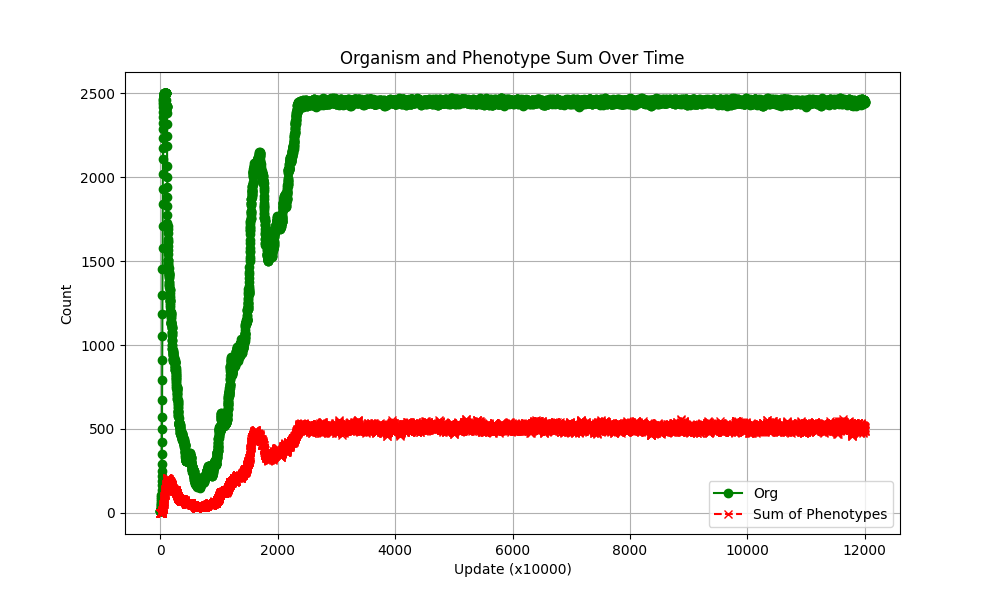 Organism and Phenotype Sum Over Time
2500
2000
1500
1000
500
0
Count
0 2000 4000 6000 8000 10000 12000
Update (x10000)
Org
Sum of Phenotypes